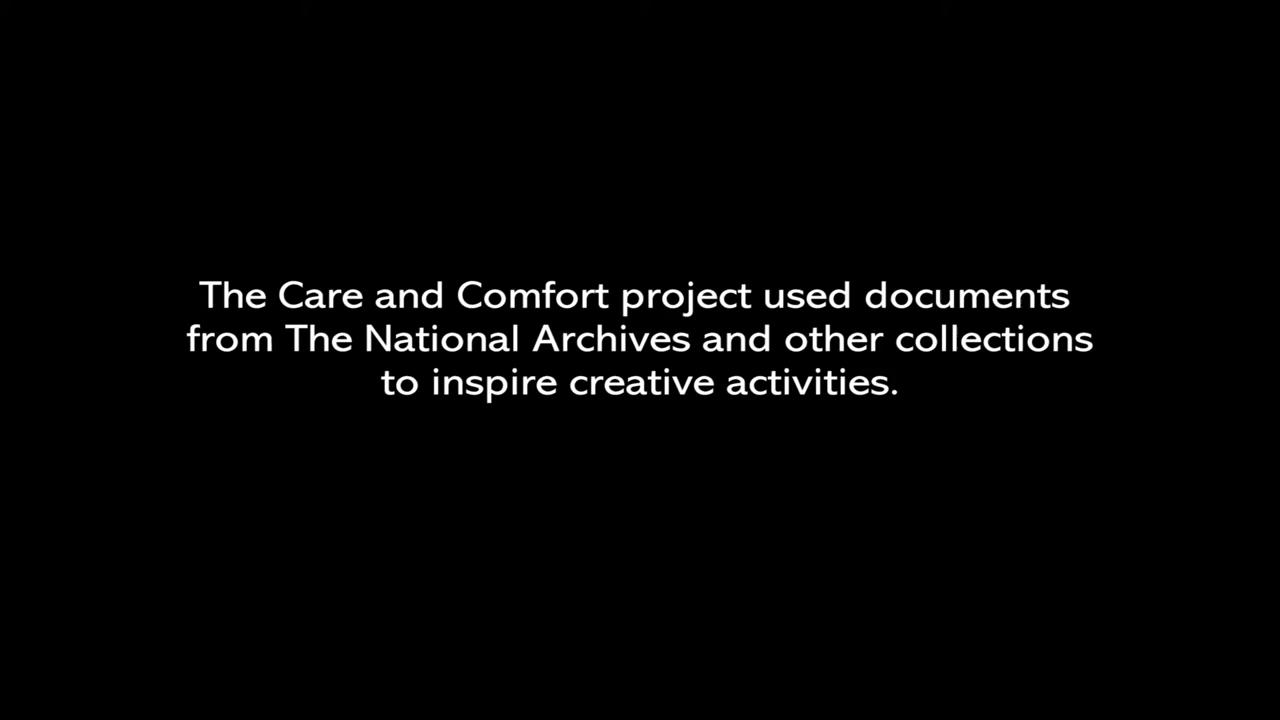 The Care and Comfort project used documents
from The National Archives and other collections
to inspire creative activities.